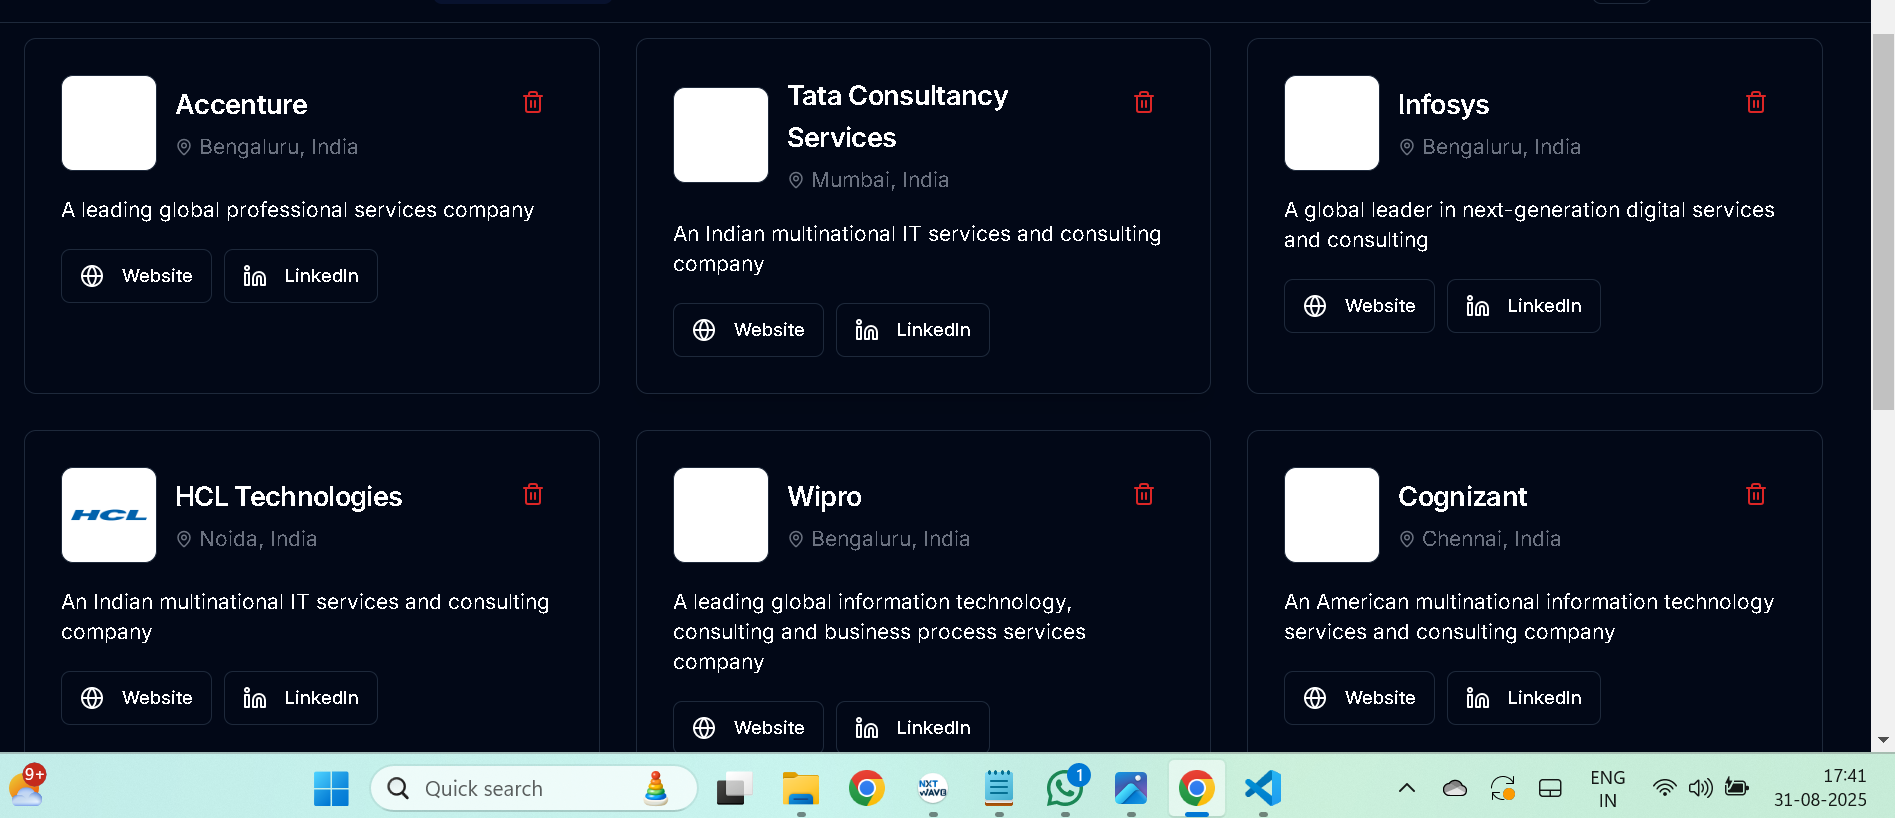 Accenture
Bengaluru, India
A leading global professional services company
Website
LinkedIn
Tata Consultancy
Services
Mumbai, India
An Indian multinational IT services and consulting
company
Website
LinkedIn
Infosys
Bengaluru, India
A global leader in next-generation digital services
and consulting
Website
LinkedIn
HCL
HCL Technologies
Noida, India
An Indian multinational IT services and consulting
company
Website
LinkedIn
Wipro
Bengaluru, India
A leading global information technology,
consulting and business process services
company
Website
LinkedIn
Cognizant
Chennai, India
An American multinational information technology
services and consulting company
Website
LinkedIn
9+
Quick search
NXT
WAVE
1
ENG
IN
17:41
31-08-2025